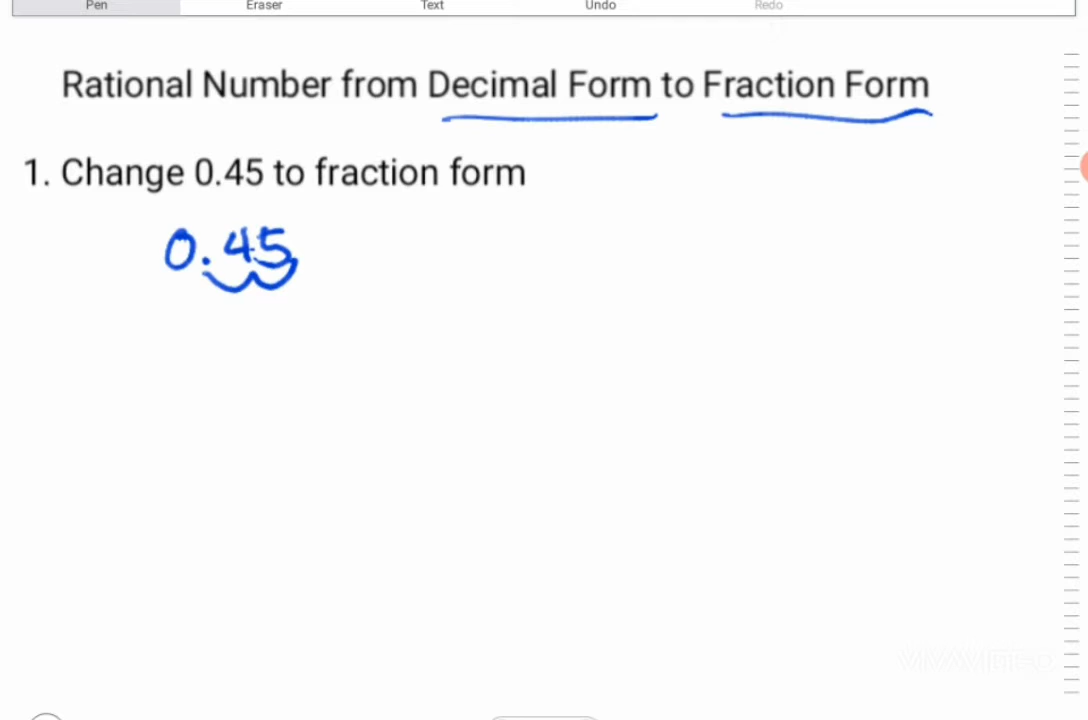 Pen Eraser Text Undo Redo
Rational Number from Decimal Form to Fraction Form
1. Change 0.45 to fraction form
0.45
VIVAVIDEO